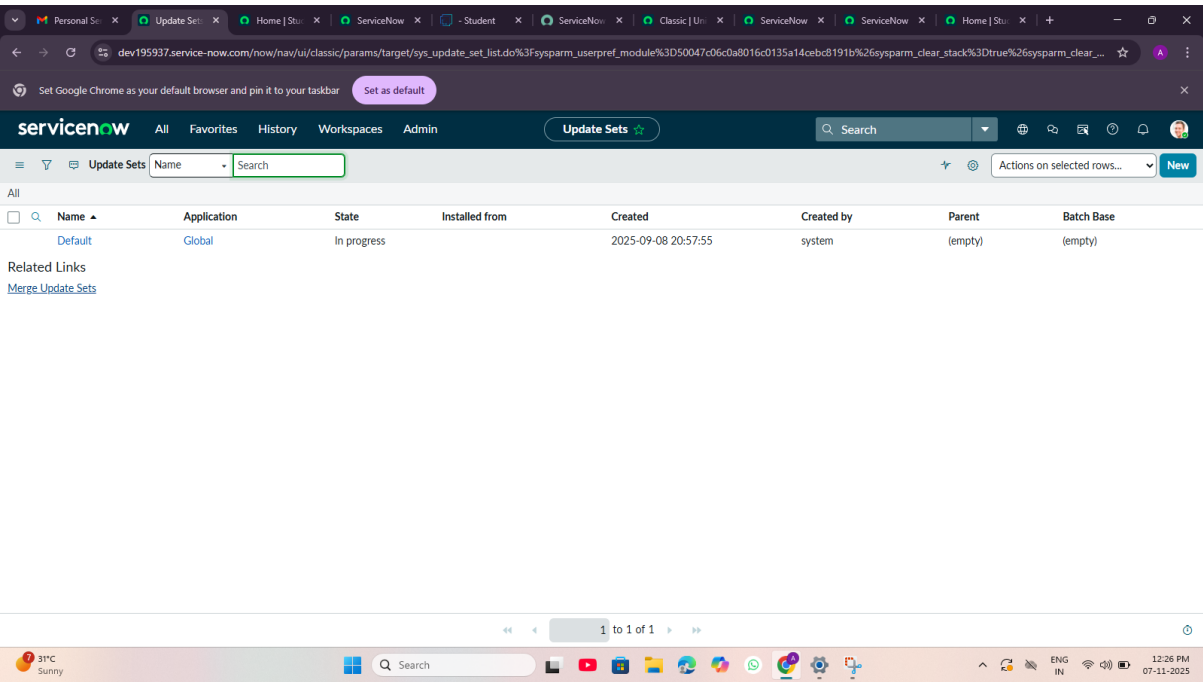 Personal Ser
Update Sets
Home | Stuc
ServiceNow
- Student
ServiceNow
Classic | Uni
ServiceNow
ServiceNow
Home | Stuc
dev195937.service-now.com/now/nav/ui/classic/params/target/sys_update_set_list.do%3Fsysparm_userpref_module%3D50047c06c0a8016c0135a14cebc8191b%26sysparm_clear_stack%3Dtrue%26sysparm_clear_...
A
Set Google Chrome as your default browser and pin it to your taskbar
Set as default
servicenow
All
Favorites
History
Workspaces
Admin
Update Sets
Search
Update Sets
Name
Search
Actions on selected rows...
New
All
Name
Application
State
Installed from
Created
Created by
Parent
Batch Base
Default
Global
In progress
2025-09-08 20:57:55
system
(empty)
(empty)
Related Links
Merge Update Sets
1 to 1 of 1
7
31°C
Sunny
Search
A
ENG
IN
12:26 PM
07-11-2025